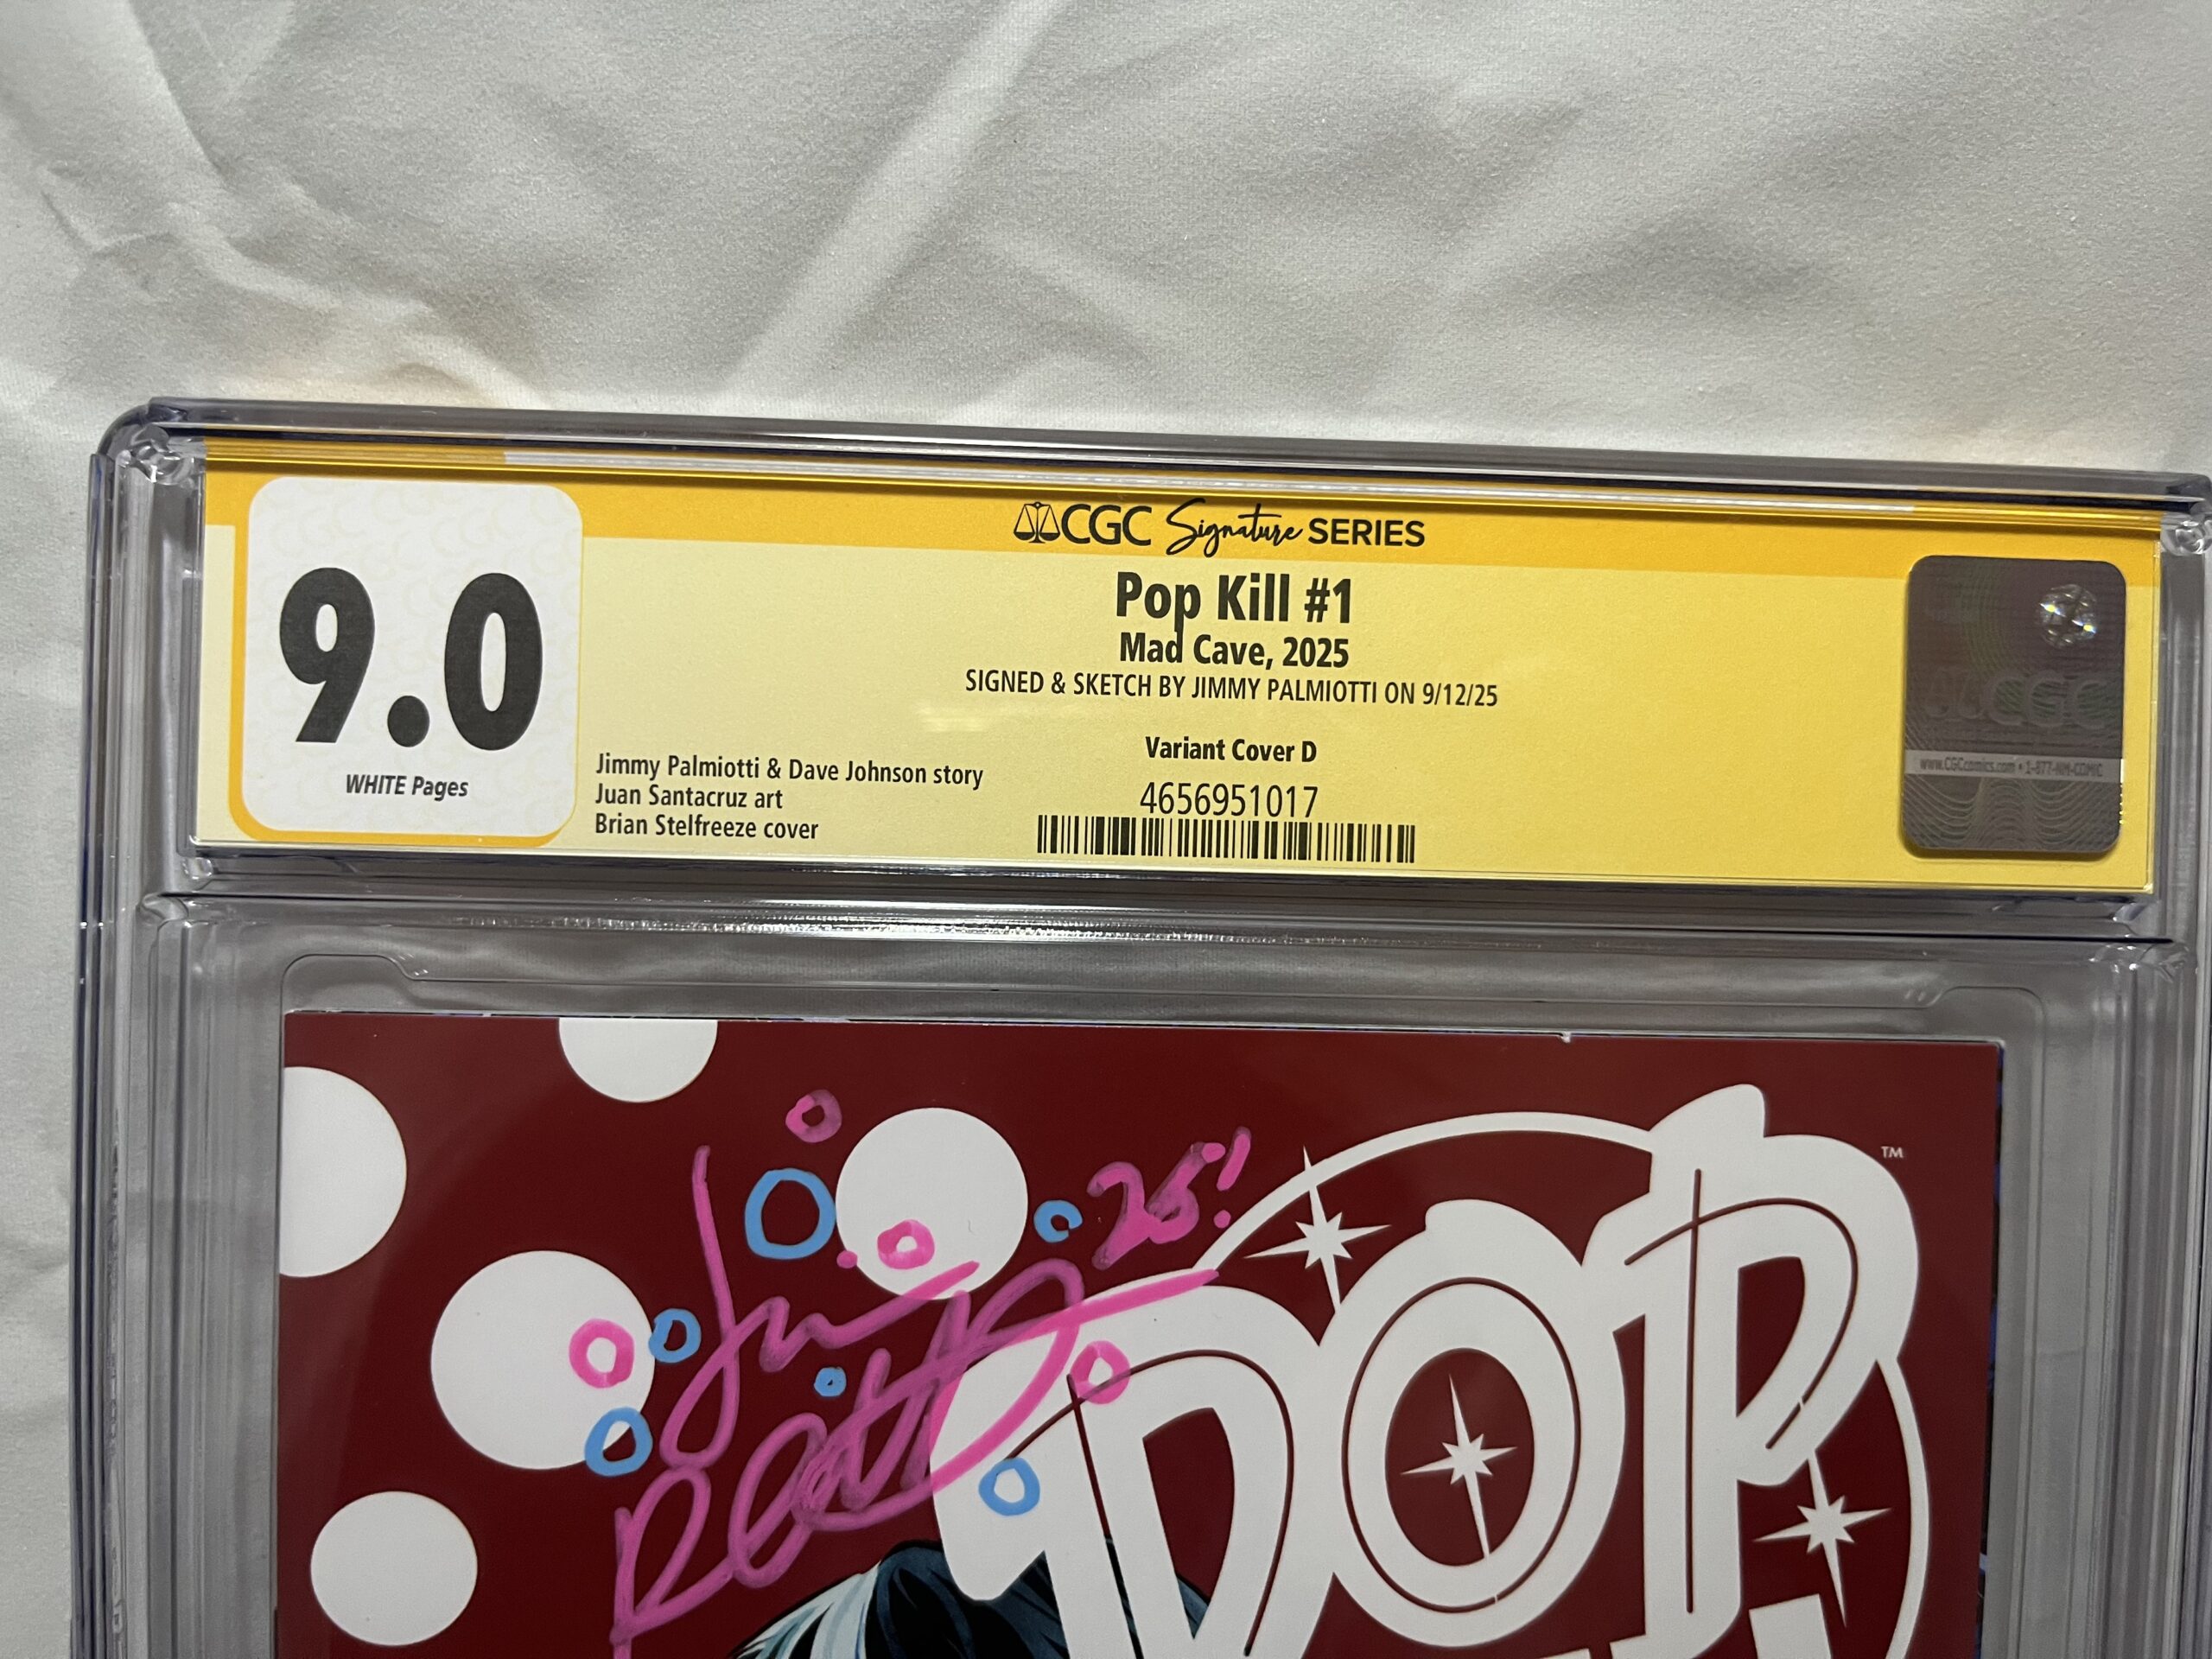 CGC Signature SERIES
9.0
WHITE Pages
Pop Kill #1
Mad Cave, 2025
SIGNED & SKETCH BY JIMMY PALMIOTTI ON 9/12/25
Variant Cover D
4656951017
Jimmy Palmiotti & Dave Johnson story
Juan Santacruz art
Brian Stelfreeze cover
CGC
www.CGCcomics.com • 1-877-NM-COMIC
25!
TM
POP